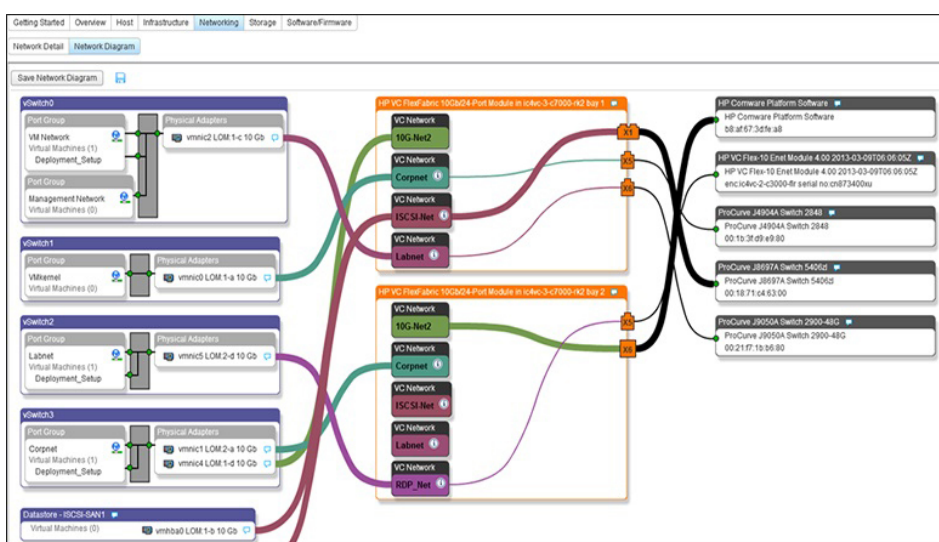 Getting Started Overview Host Infrastructure Networking Storage Software/Firmware
Network Detail Network Diagram
Save Network Diagram
vSwitch0
Port Group
VM Network
Virtual Machines (1)
Deployment_Setup
Port Group
Management Network
Virtual Machines (0)
Physical Adapters
vmnic2 LOM:1-c 10 Gb
vSwitch1
Port Group
VMkernel
Virtual Machines (0)
Physical Adapters
vmnic0 LOM:1-a 10 Gb
vSwitch2
Port Group
Labnet
Virtual Machines (1)
Deployment_Setup
Physical Adapters
vmnic5 LOM:2-d 10 Gb
vSwitch3
Port Group
Corpnet
Virtual Machines (1)
Deployment_Setup
Physical Adapters
vmnic1 LOM:2-a 10 Gb
vmnic4 LOM:1-d 10 Gb
Datastore - ISCSI-SAN1
Virtual Machines (0)
vmhba0 LOM:1-b 10 Gb
HP VC FlexFabric 10Gb/24-Port Module in ic4vc-3-c7000-rk2 bay 1
VC Network
10G-Net2
VC Network
Corpnet
VC Network
ISCSI-Net
VC Network
Labnet
X1
X5
X6
HP VC FlexFabric 10Gb/24-Port Module in ic4vc-3-c7000-rk2 bay 2
VC Network
10G-Net2
VC Network
Corpnet
VC Network
ISCSI-Net
VC Network
Labnet
VC Network
RDP_Net
X5
X6
HP Comware Platform Software
HP Comware Platform Software
b8:af:67:3d:fe:a8
HP VC Flex-10 Enet Module 4.00 2013-03-09T06:06:05Z
HP VC Flex-10 Enet Module 4.00 2013-03-09T06:06:05Z
enc:ic4vc-2-c3000-flr serial no:cn873400xu
ProCurve J4904A Switch 2848
ProCurve J4904A Switch 2848
00:1b:3f:d9:e9:80
ProCurve J8697A Switch 5406zl
ProCurve J8697A Switch 5406zl
00:18:71:c4:63:00
ProCurve J9050A Switch 2900-48G
ProCurve J9050A Switch 2900-48G
00:21:f7:1b:b6:80